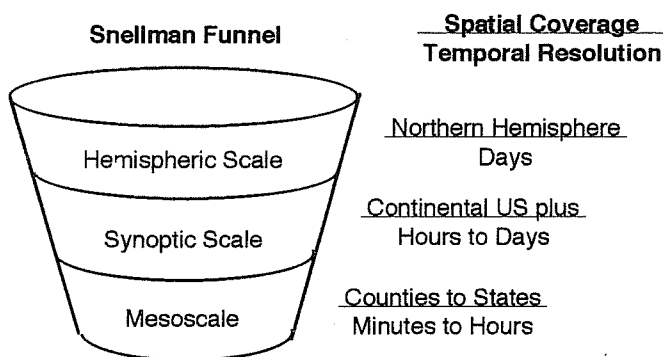 Snellman Funnel
Spatial Coverage
Temporal Resolution
Hemispheric Scale
Northern Hemisphere
Days
Synoptic Scale
Continental US plus
Hours to Days
Mesoscale
Counties to States
Minutes to Hours